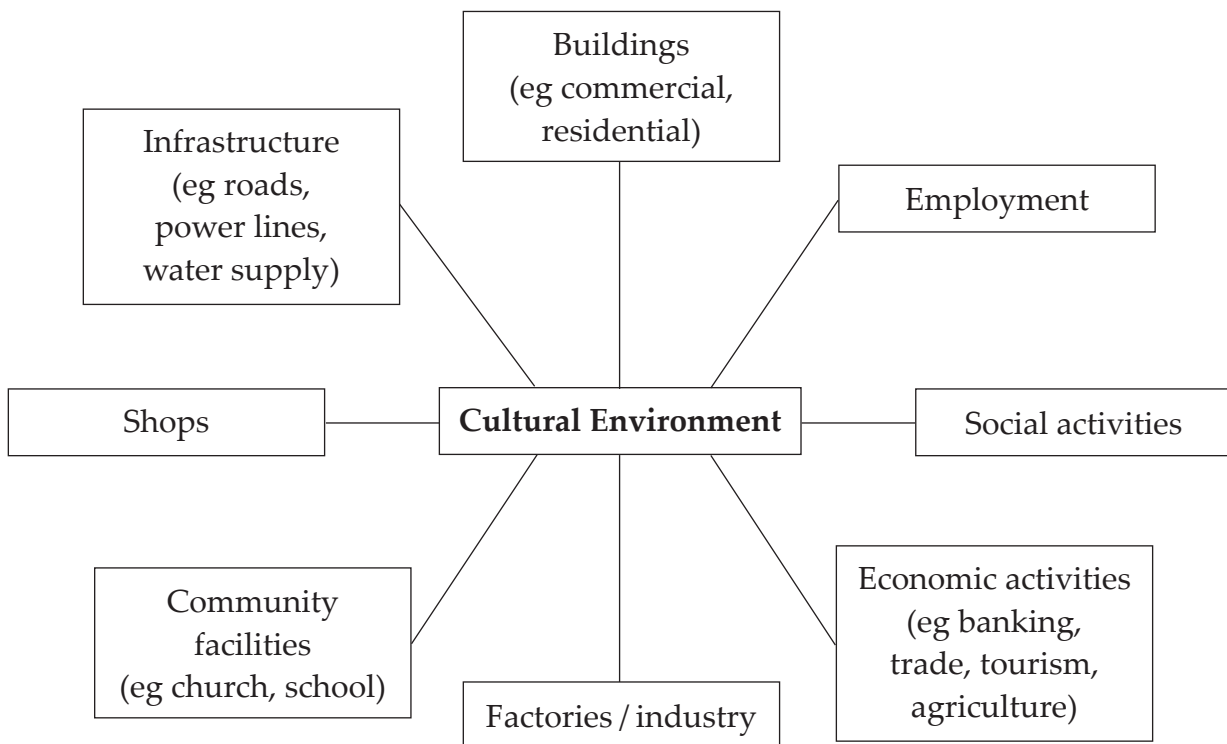 Buildings
(eg commercial,
residential)
Infrastructure
(eg roads,
power lines,
water supply)
Employment
Shops
Cultural Environment
Social activities
Community
facilities
(eg church, school)
Factories / industry
Economic activities
(eg banking,
trade, tourism,
agriculture)